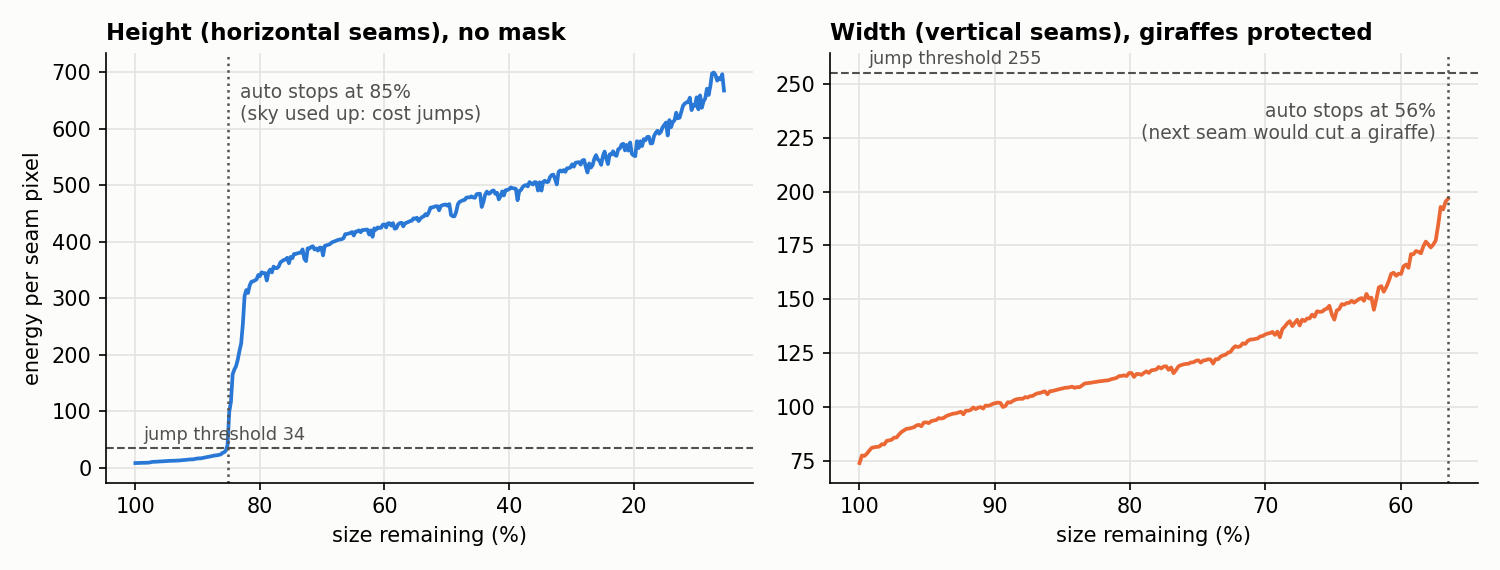 Height (horizontal seams), no mask
energy per seam pixel
700
600
500
400
300
200
100
0
auto stops at 85%
(sky used up: cost jumps)
jump threshold 34
100
80
60
40
20
size remaining (%)
Width (vertical seams), giraffes protected
jump threshold 255
250
225
200
175
150
125
100
75
auto stops at 56%
(next seam would cut a giraffe)
100
90
80
70
60
size remaining (%)